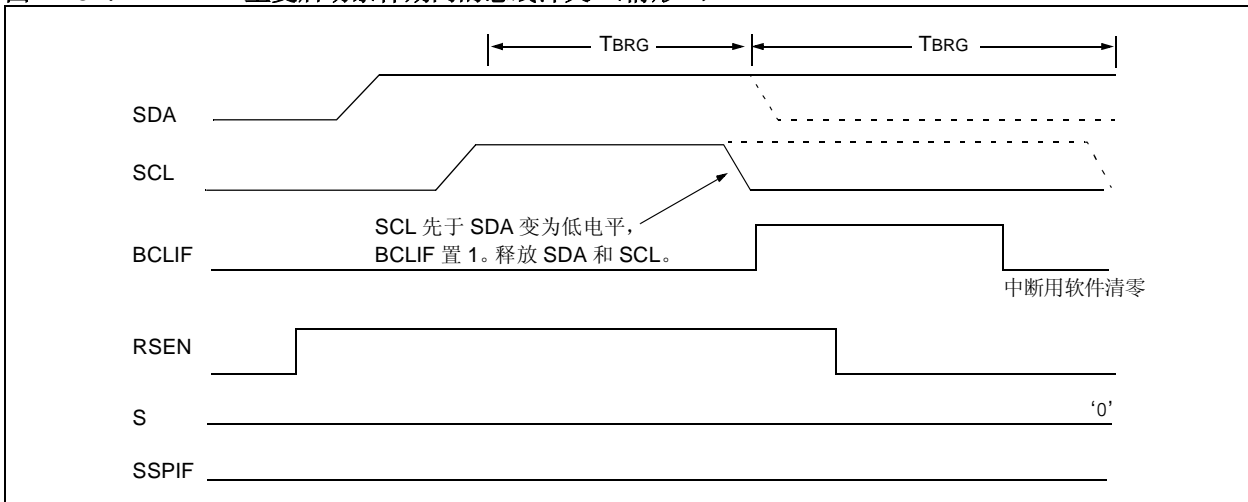 TBRG
TBRG
SDA
SCL
SCL 先于 SDA 变为低电平，
BCLIF 置 1。释放 SDA 和 SCL。
BCLIF
中断用软件清零
RSEN
S
‘0’
SSPIF